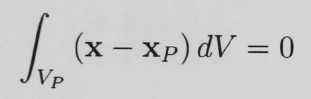 ∫_{V_P} (𝐱 − 𝐱_P) dV = 0